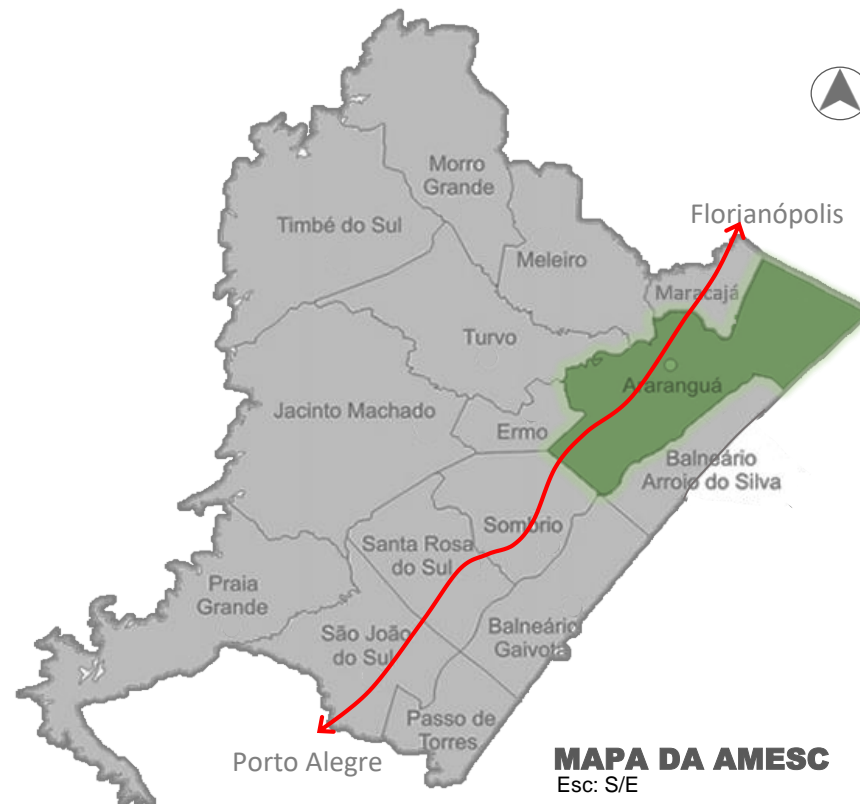 Morro
Grande
Florianópolis
Timbé do Sul
Meleiro
Maracajá
Turvo
Araranguá
Jacinto Machado
Ermo
Balneário
Arroio do Silva
Sombrio
Santa Rosa
do Sul
Praia
Grande
São João
do Sul
Balneário
Gaivota
Passo de
Torres
Porto Alegre
MAPA DA AMESC
Esc: S/E